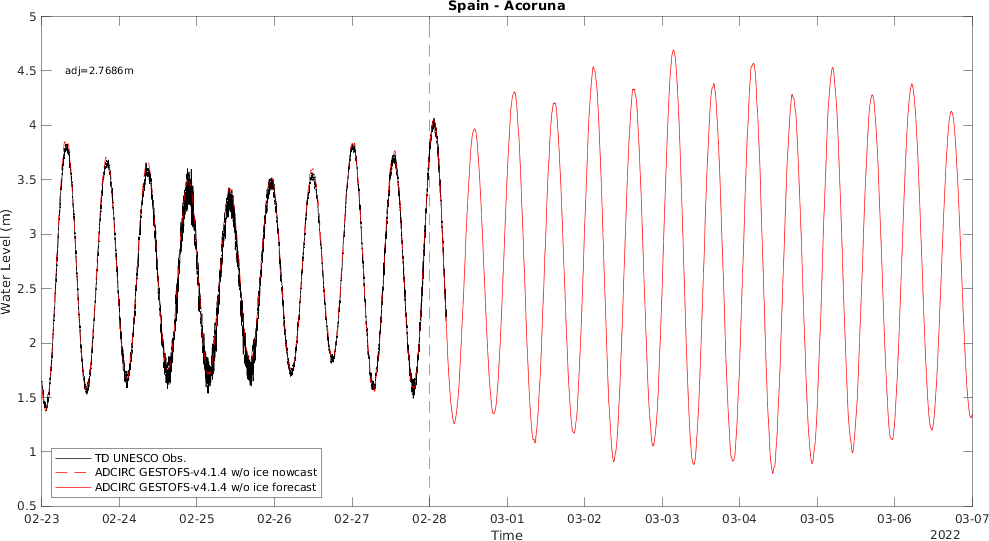 Spain - Acoruna
5
4.5
4
3.5
3
2.5
2
1.5
1
0.5
Water Level (m)
adj=2.7686m
TD UNESCO Obs.
ADCIRC GESTOFS-v4.1.4 w/o ice nowcast
ADCIRC GESTOFS-v4.1.4 w/o ice forecast
02-23 02-24 02-25 02-26 02-27 02-28 03-01 03-02 03-03 03-04 03-05 03-06 03-07
Time
2022